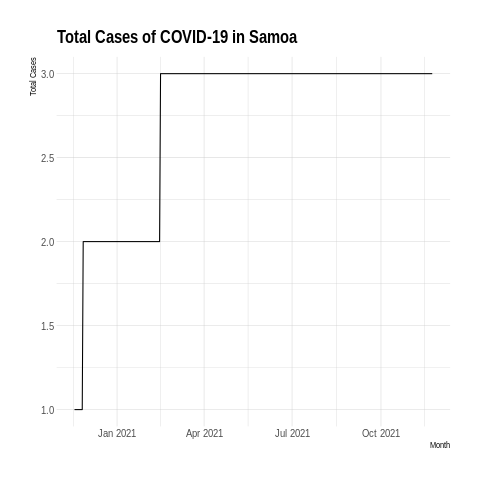 Total Cases of COVID-19 in Samoa
Total Cases
3.0
2.5
2.0
1.5
1.0
Jan 2021 Apr 2021 Jul 2021 Oct 2021
Month